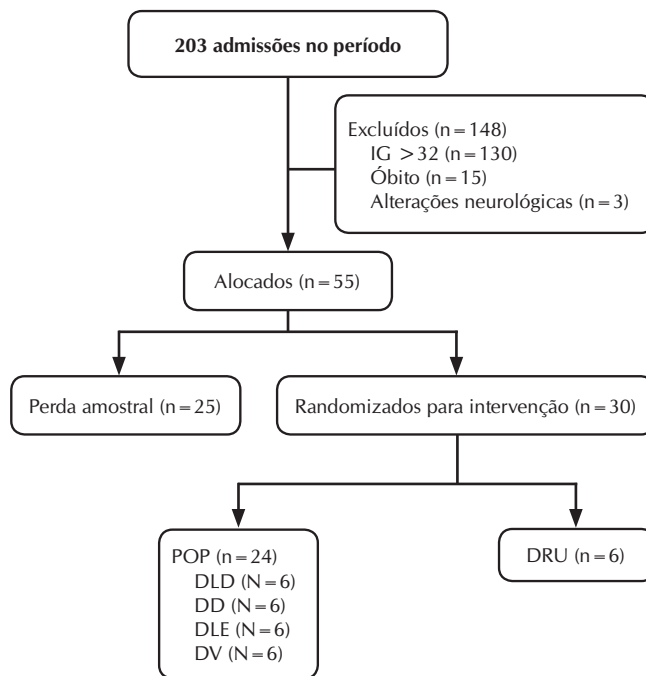 203 admissões no período
Excluídos (n=148)
IG >32 (n=130)
Óbito (n=15)
Alterações neurológicas (n=3)
Alocados (n=55)
Perda amostral (n=25)
Randomizados para intervenção (n=30)
POP (n=24)
DLD (N=6)
DD (N=6)
DLE (N=6)
DV (N=6)
DRU (n=6)